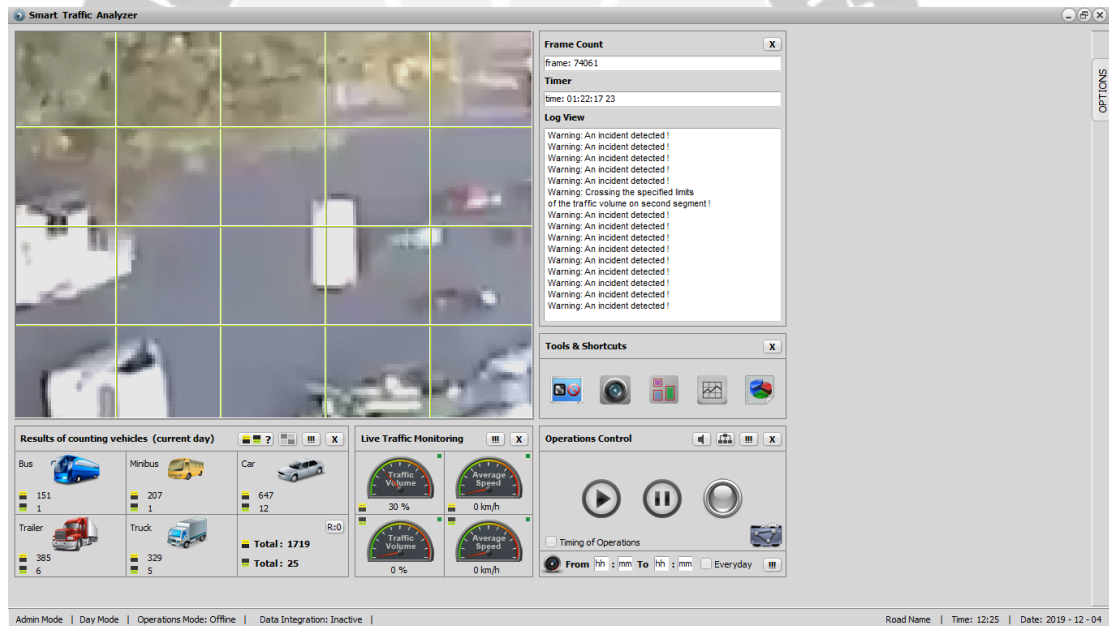 Smart Traffic Analyzer
Frame Count X
frame: 74061
Timer
time: 01:22:17 23
Log View
Warning: An incident detected !
Warning: An incident detected !
Warning: An incident detected !
Warning: An incident detected !
Warning: An incident detected !
Warning: Crossing the specified limits
of the traffic volume on second segment !
Warning: An incident detected !
Warning: An incident detected !
Warning: An incident detected !
Warning: An incident detected !
Warning: An incident detected !
Warning: An incident detected !
Warning: An incident detected !
Warning: An incident detected !
Warning: An incident detected !
OPTIONS
Tools & Shortcuts X
Results of counting vehicles (current day) ? !!! X
Bus
151
1
Minibus
207
1
Car
647
12
Trailer
385
6
Truck
329
5
R:0
Total: 1719
Total: 25
Live Traffic Monitoring !!! X
Traffic
Volume
30 %
Average
Speed
0 km/h
Traffic
Volume
0 %
Average
Speed
0 km/h
Operations Control !!! X
Timing of Operations
From hh : mm To hh : mm Everyday !!!
Admin Mode | Day Mode | Operations Mode: Offline | Data Integration: Inactive | Road Name | Time: 12:25 | Date: 2019 - 12 - 04